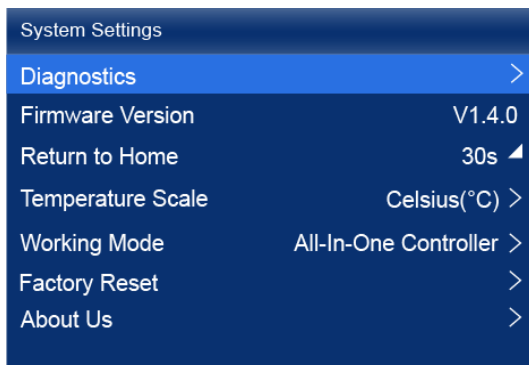 System Settings
Diagnostics
Firmware Version V1.4.0
Return to Home 30s
Temperature Scale Celsius(°C)
Working Mode All-In-One Controller
Factory Reset
About Us